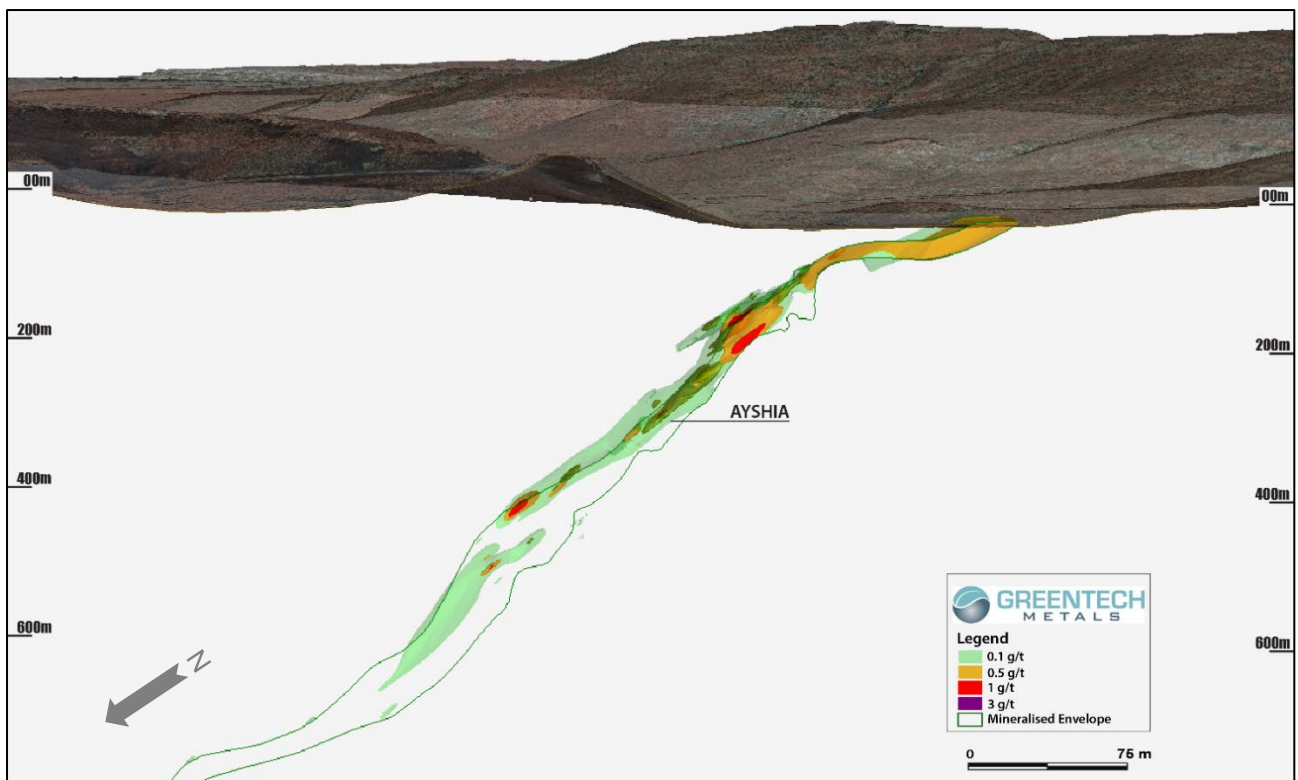 00m
00m
200m
200m
AYSHIA
400m
400m
GREENTECH
METALS
Legend
0.1 g/t
0.5 g/t
1 g/t
3 g/t
Mineralised Envelope
600m
600m
N
0 75 m